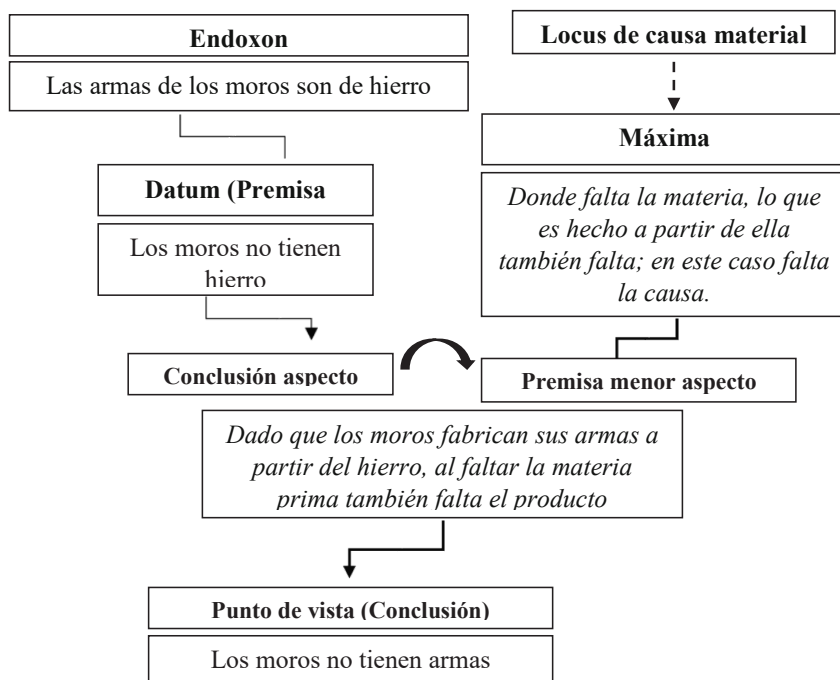 Endoxon
Las armas de los moros son de hierro
Locus de causa material
Máxima
Donde falta la materia, lo que
es hecho a partir de ella
también falta; en este caso falta
la causa.
Datum (Premisa
Los moros no tienen
hierro
Conclusión aspecto
Premisa menor aspecto
Dado que los moros fabrican sus armas a
partir del hierro, al faltar la materia
prima también falta el producto
Punto de vista (Conclusión)
Los moros no tienen armas